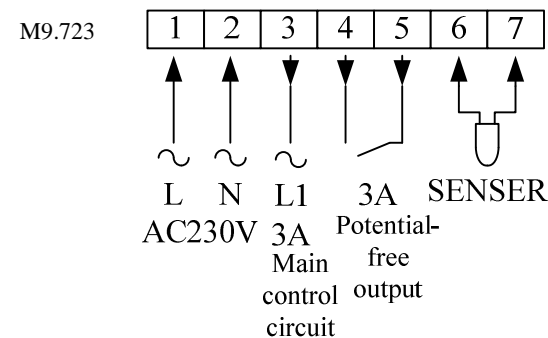 M9.723 1 2 3 4 5 6 7
L N L1 3A SENSER
AC230V 3A Potential-
Main free
control output
circuit